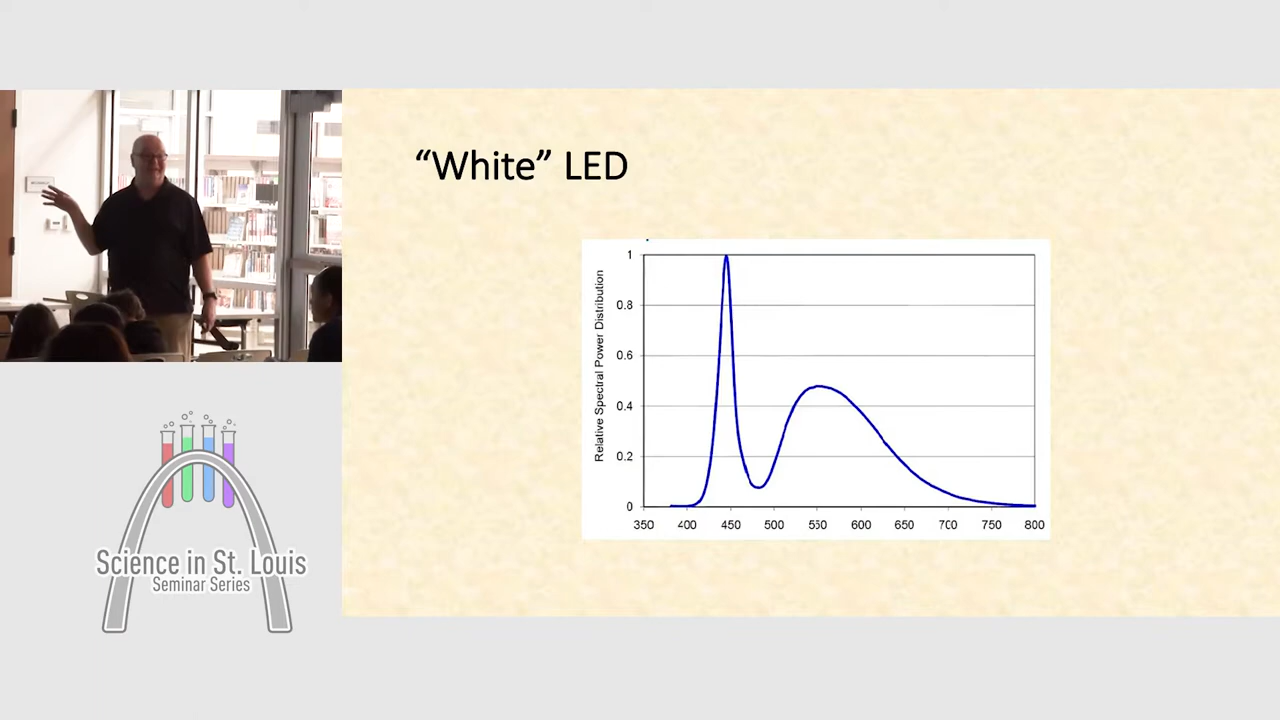 “White” LED
Relative Spectral Power Distribution
1
0.8
0.6
0.4
0.2
0
350 400 450 500 550 600 650 700 750 800
Science in St. Louis
Seminar Series